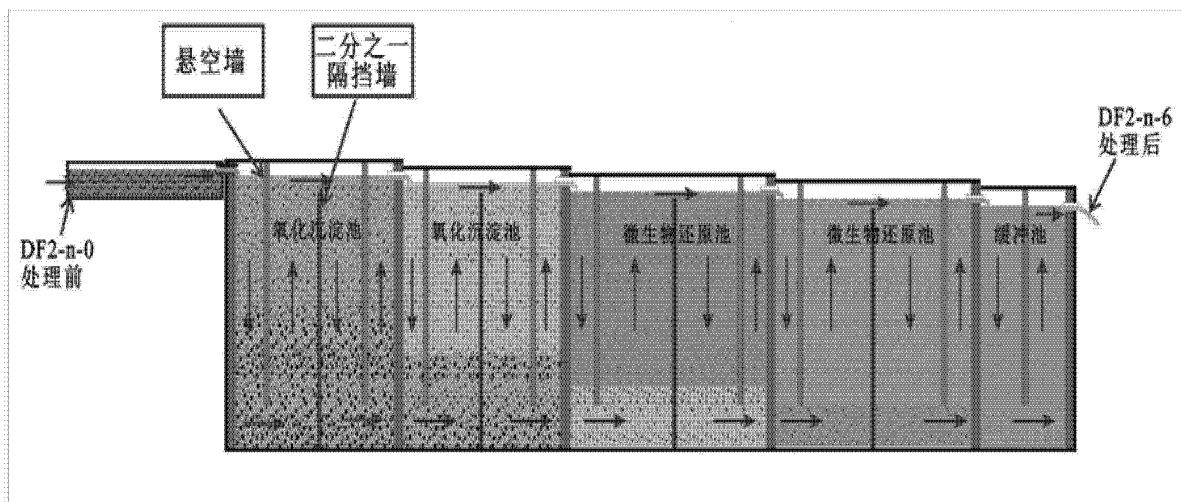 悬空墙
二分之一
隔挡墙
DF2-n-6
处理后
DF2-n-0
处理前
氧化沉淀池
氧化沉淀池
微生物还原池
微生物还原池
缓冲池